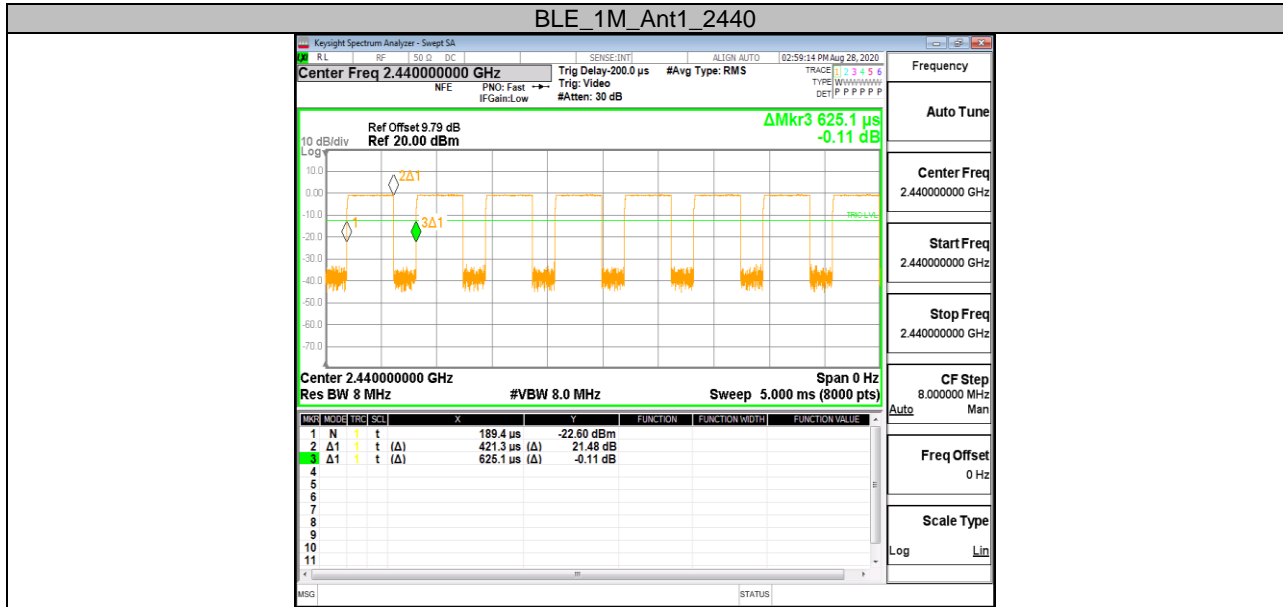 BLE_1M_Ant1_2440
Keysight Spectrum Analyzer - Swept SA
RL RF 50 Ω DC SENSE:INT ALIGN AUTO 02:59:14 PM Aug 28, 2020
Center Freq 2.440000000 GHz Trig Delay-200.0 µs #Avg Type: RMS TRACE 1 2 3 4 5 6
NFE PNO: Fast Trig: Video TYPE WWWWWW
IFGain:Low #Atten: 30 dB DET P P P P P P
Frequency
ΔMkr3 625.1 µs
-0.11 dB
Ref Offset 9.79 dB
10 dB/div Ref 20.00 dBm
Log
10.0
0.00
-10.0
-20.0
-30.0
-40.0
-50.0
-60.0
-70.0
2Δ1
1
3Δ1
TRIG LVL
Center 2.440000000 GHz Span 0 Hz
Res BW 8 MHz #VBW 8.0 MHz Sweep 5.000 ms (8000 pts)
MKR MODE TRC SCL X Y FUNCTION FUNCTION WIDTH FUNCTION VALUE
1 N 1 t 189.4 µs -22.60 dBm
2 Δ1 1 t (Δ) 421.3 µs (Δ) 21.48 dB
3 Δ1 1 t (Δ) 625.1 µs (Δ) -0.11 dB
4
5
6
7
8
9
10
11
MSG STATUS
Auto Tune
Center Freq
2.440000000 GHz
Start Freq
2.440000000 GHz
Stop Freq
2.440000000 GHz
CF Step
8.000000 MHz
Auto Man
Freq Offset
0 Hz
Scale Type
Log Lin